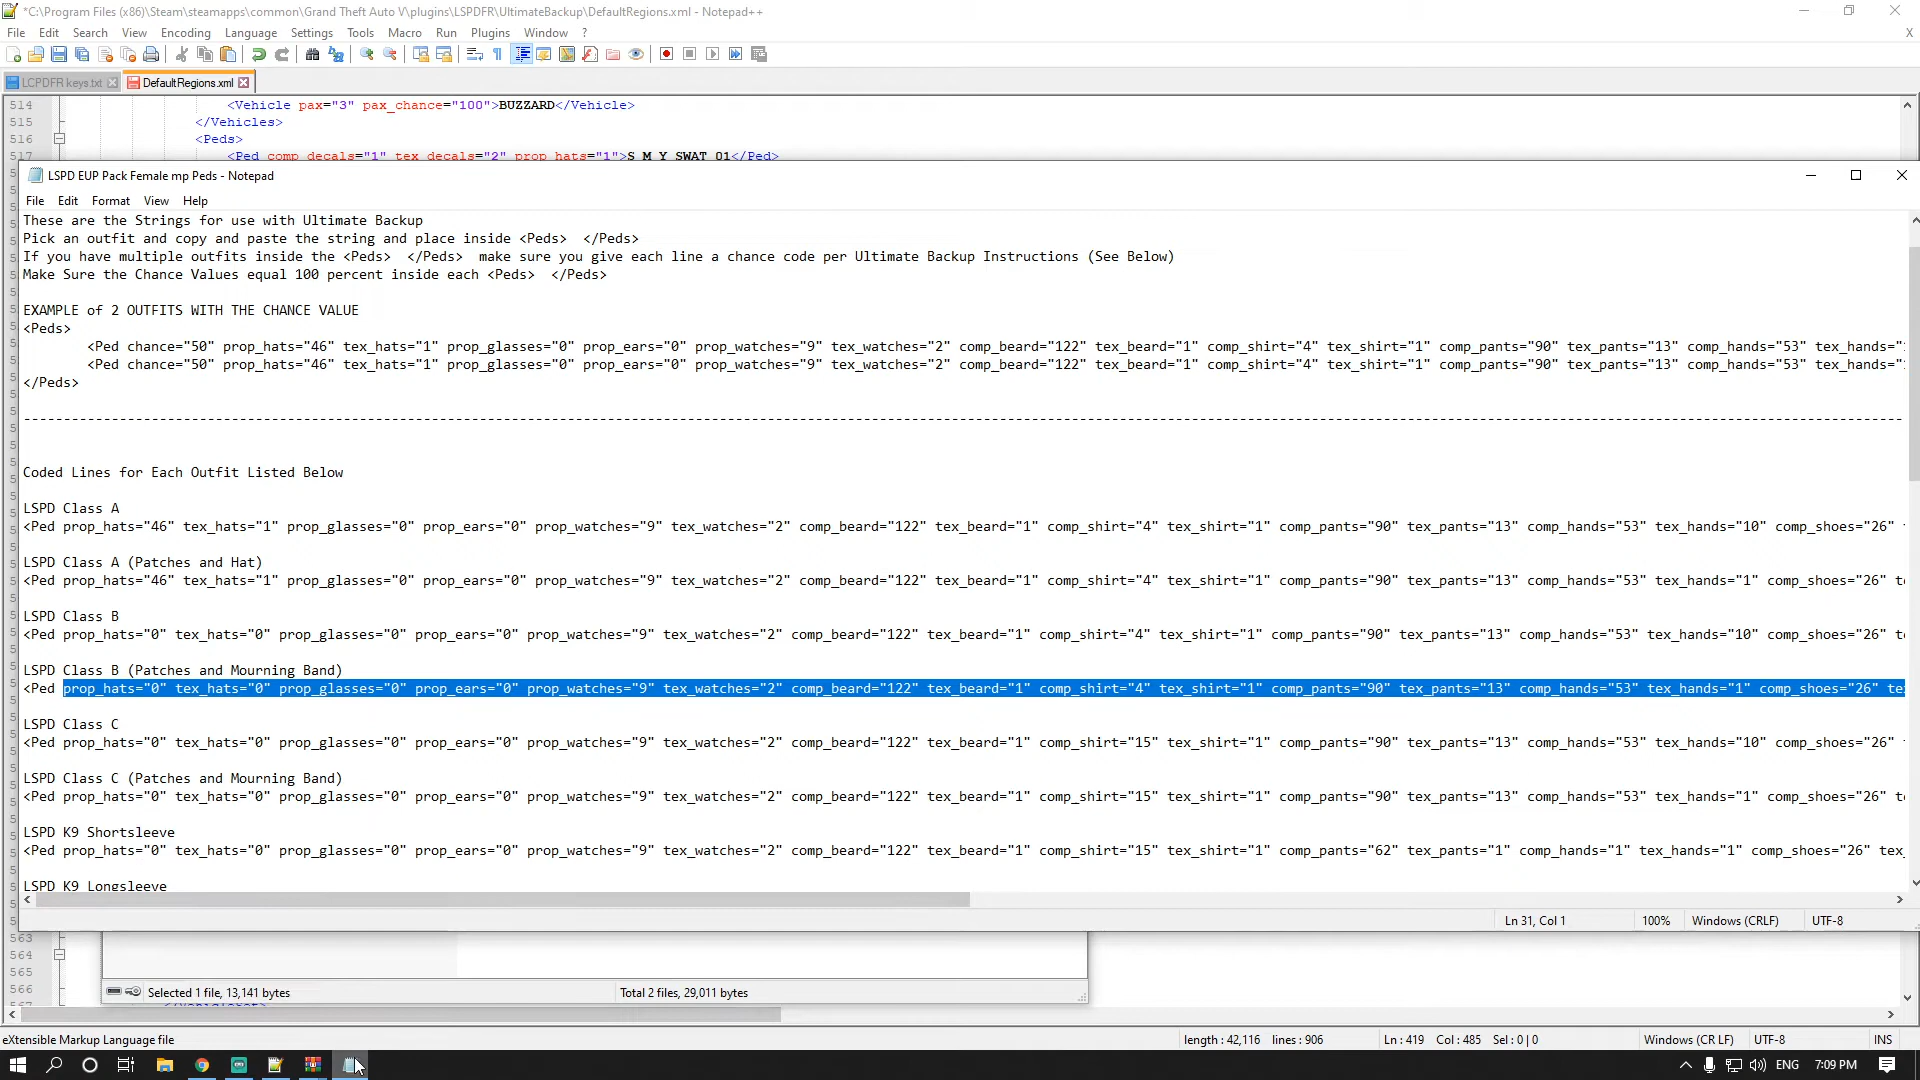 *C:\Program Files (x86)\Steam\steamapps\common\Grand Theft Auto V\plugins\LSPDFR\UltimateBackup\DefaultRegions.xml - Notepad++
File Edit Search View Encoding Language Settings Tools Macro Run Plugins Window ? X
LCPDFR keys.txt DefaultRegions.xml
514 <Vehicle pax="3" pax_chance="100">BUZZARD</Vehicle>
515 </Vehicles>
516 <Peds>
517 <Ped comp_decals="1" tex_decals="2" prop_hats="1">S_M_Y_SWAT_01</Ped>
LSPD EUP Pack Female mp Peds - Notepad
File Edit Format View Help
These are the Strings for use with Ultimate Backup
Pick an outfit and copy and paste the string and place inside <Peds> </Peds>
If you have multiple outfits inside the <Peds> </Peds> make sure you give each line a chance code per Ultimate Backup Instructions (See Below)
Make Sure the Chance Values equal 100 percent inside each <Peds> </Peds>
EXAMPLE of 2 OUTFITS WITH THE CHANCE VALUE
<Peds>
<Ped chance="50" prop_hats="46" tex_hats="1" prop_glasses="0" prop_ears="0" prop_watches="9" tex_watches="2" comp_beard="122" tex_beard="1" comp_shirt="4" tex_shirt="1" comp_pants="90" tex_pants="13" comp_hands="53" tex_hands="
<Ped chance="50" prop_hats="46" tex_hats="1" prop_glasses="0" prop_ears="0" prop_watches="9" tex_watches="2" comp_beard="122" tex_beard="1" comp_shirt="4" tex_shirt="1" comp_pants="90" tex_pants="13" comp_hands="53" tex_hands="
</Peds>
Coded Lines for Each Outfit Listed Below
LSPD Class A
<Ped prop_hats="46" tex_hats="1" prop_glasses="0" prop_ears="0" prop_watches="9" tex_watches="2" comp_beard="122" tex_beard="1" comp_shirt="4" tex_shirt="1" comp_pants="90" tex_pants="13" comp_hands="53" tex_hands="10" comp_shoes="26"
LSPD Class A (Patches and Hat)
<Ped prop_hats="46" tex_hats="1" prop_glasses="0" prop_ears="0" prop_watches="9" tex_watches="2" comp_beard="122" tex_beard="1" comp_shirt="4" tex_shirt="1" comp_pants="90" tex_pants="13" comp_hands="53" tex_hands="1" comp_shoes="26" te
LSPD Class B
<Ped prop_hats="0" tex_hats="0" prop_glasses="0" prop_ears="0" prop_watches="9" tex_watches="2" comp_beard="122" tex_beard="1" comp_shirt="4" tex_shirt="1" comp_pants="90" tex_pants="13" comp_hands="53" tex_hands="10" comp_shoes="26" te
LSPD Class B (Patches and Mourning Band)
<Ped prop_hats="0" tex_hats="0" prop_glasses="0" prop_ears="0" prop_watches="9" tex_watches="2" comp_beard="122" tex_beard="1" comp_shirt="4" tex_shirt="1" comp_pants="90" tex_pants="13" comp_hands="53" tex_hands="1" comp_shoes="26" te
LSPD Class C
<Ped prop_hats="0" tex_hats="0" prop_glasses="0" prop_ears="0" prop_watches="9" tex_watches="2" comp_beard="122" tex_beard="1" comp_shirt="15" tex_shirt="1" comp_pants="90" tex_pants="13" comp_hands="53" tex_hands="10" comp_shoes="26"
LSPD Class C (Patches and Mourning Band)
<Ped prop_hats="0" tex_hats="0" prop_glasses="0" prop_ears="0" prop_watches="9" tex_watches="2" comp_beard="122" tex_beard="1" comp_shirt="15" tex_shirt="1" comp_pants="90" tex_pants="13" comp_hands="53" tex_hands="1" comp_shoes="26" te
LSPD K9 Shortsleeve
<Ped prop_hats="0" tex_hats="0" prop_glasses="0" prop_ears="0" prop_watches="9" tex_watches="2" comp_beard="122" tex_beard="1" comp_shirt="15" tex_shirt="1" comp_pants="62" tex_pants="1" comp_hands="1" tex_hands="1" comp_shoes="26" tex_
LSPD K9 Longsleeve
Ln 31, Col 1 100% Windows (CRLF) UTF-8
563
564
565
566
Selected 1 file, 13,141 bytes Total 2 files, 29,011 bytes
eXtensible Markup Language file length : 42,116 lines : 906 Ln : 419 Col : 485 Sel : 0 | 0 Windows (CR LF) UTF-8 INS
ENG 7:09 PM